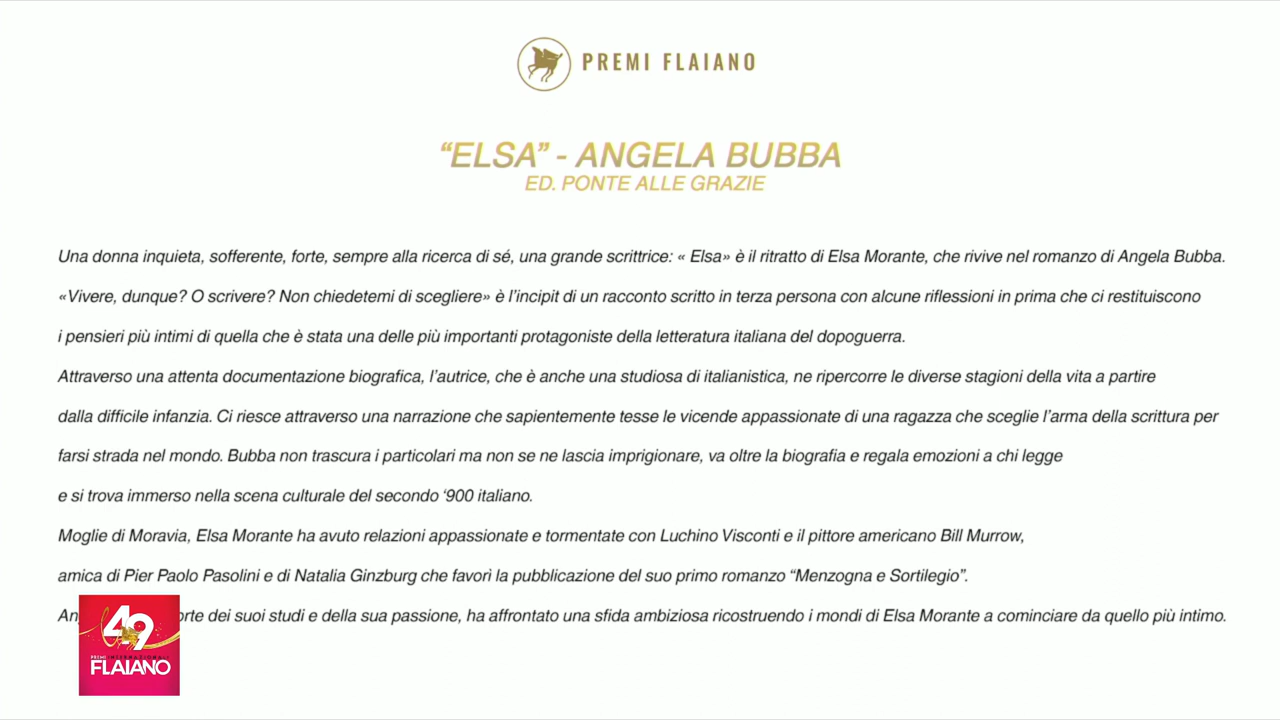 PREMI FLAIANO
“ELSA” - ANGELA BUBBA
ED. PONTE ALLE GRAZIE
Una donna inquieta, sofferente, forte, sempre alla ricerca di sé, una grande scrittrice: « Elsa» è il ritratto di Elsa Morante, che rivive nel romanzo di Angela Bubba.
«Vivere, dunque? O scrivere? Non chiedetemi di scegliere» è l’incipit di un racconto scritto in terza persona con alcune riflessioni in prima che ci restituiscono
i pensieri più intimi di quella che è stata una delle più importanti protagoniste della letteratura italiana del dopoguerra.
Attraverso una attenta documentazione biografica, l’autrice, che è anche una studiosa di italianistica, ne ripercorre le diverse stagioni della vita a partire
dalla difficile infanzia. Ci riesce attraverso una narrazione che sapientemente tesse le vicende appassionate di una ragazza che sceglie l’arma della scrittura per
farsi strada nel mondo. Bubba non trascura i particolari ma non se ne lascia imprigionare, va oltre la biografia e regala emozioni a chi legge
e si trova immerso nella scena culturale del secondo ‘900 italiano.
Moglie di Moravia, Elsa Morante ha avuto relazioni appassionate e tormentate con Luchino Visconti e il pittore americano Bill Murrow,
amica di Pier Paolo Pasolini e di Natalia Ginzburg che favorì la pubblicazione del suo primo romanzo “Menzogna e Sortilegio”.
dei suoi studi e della sua passione, ha affrontato una sfida ambiziosa ricostruendo i mondi di Elsa Morante a cominciare da quello più intimo.
49
PREMI INTERNAZIONALI
FLAIANO